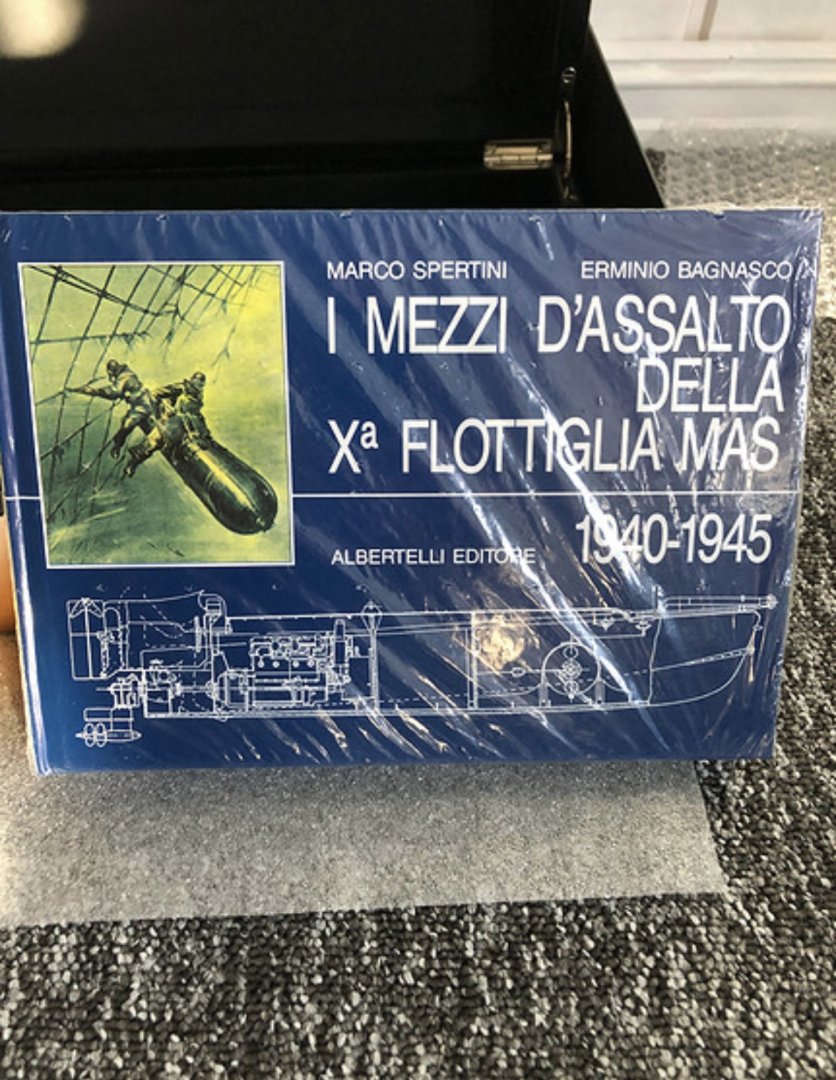 MARCO SPERTINI ERMINIO BAGNASCO
I MEZZI D'ASSALTO
DELLA
Xª FLOTTIGLIA MAS
1940-1945
ALBERTELLI EDITORE